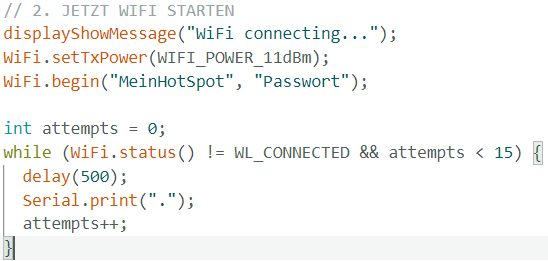 // 2. JETZT WIFI STARTEN
displayShowMessage("WiFi connecting...");
WiFi.setTxPower(WIFI_POWER_11dBm);
WiFi.begin("MeinHotSpot", "Passwort");

int attempts = 0;
while (WiFi.status() != WL_CONNECTED && attempts < 15) {
  delay(500);
  Serial.print(".");
  attempts++;
}